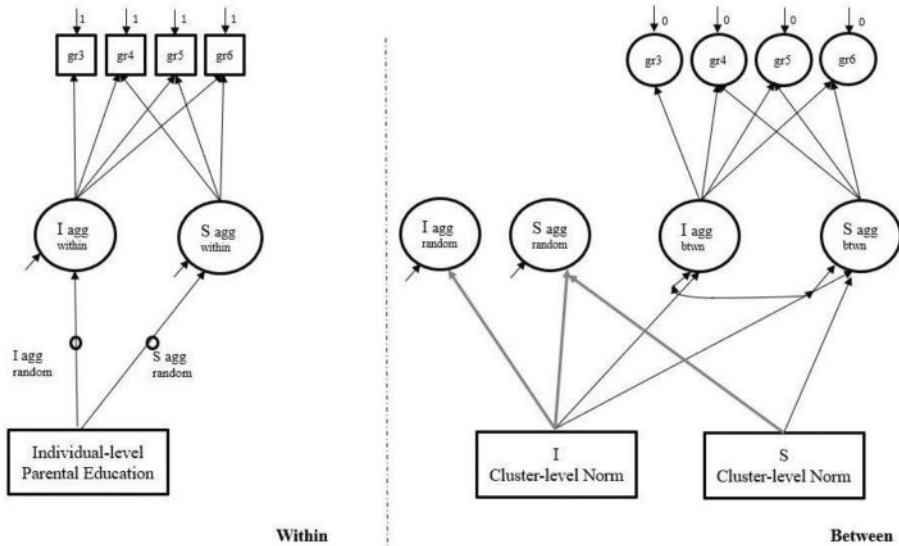 1 1 1 1
gr3 gr4 gr5 gr6
I agg
within
S agg
within
I agg
random
S agg
random
Individual-level
Parental Education
Within
0 0 0 0
gr3 gr4 gr5 gr6
I agg
random
S agg
random
I agg
btwn
S agg
btwn
I
Cluster-level Norm
S
Cluster-level Norm
Between